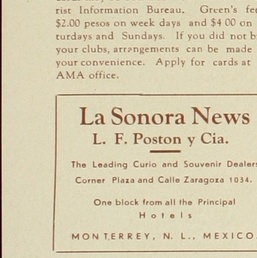 rist Information Bureau. Green's fe
$2.00 pesos on week days and $4 00 on
turdays and Sundays. If you did not b
your clubs, arrangements can be made
your convenience. Apply for cards at
AMA office.
La Sonora News
L. F. Poston y Cia.
The Leading Curio and Souvenir Dealers
Corner Plaza and Calle Zaragoza 1034.
One block from all the Principal
Hotels
MONTERREY, N. L., MEXICO